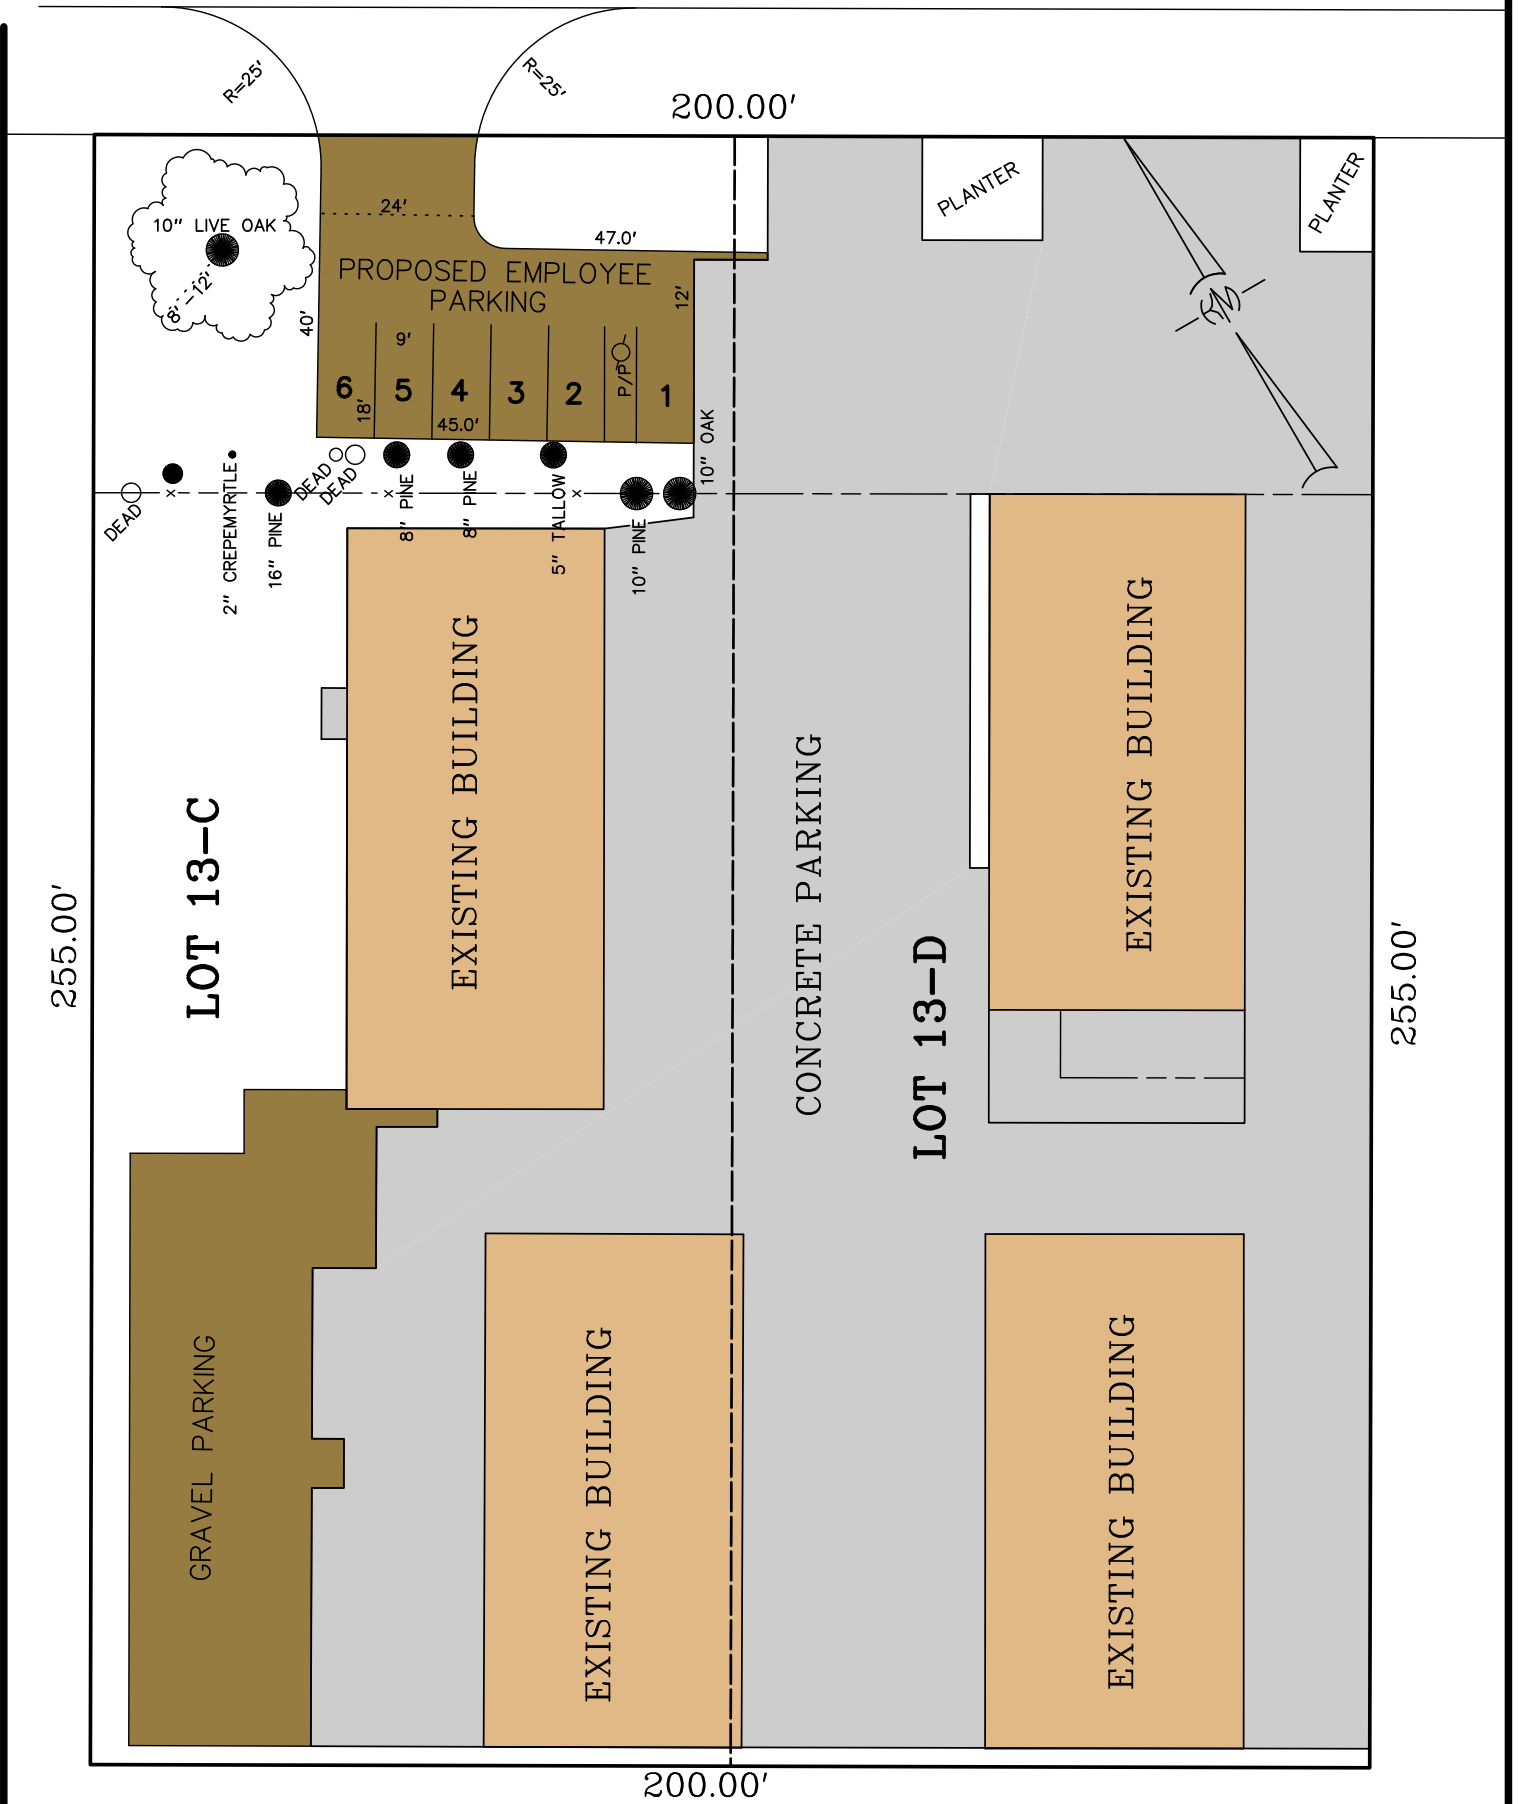 R=25'
R=25'
200.00'
PLANTER
PLANTER
10" LIVE OAK
8'-12'
24'
47.0'
PROPOSED EMPLOYEE
PARKING
12'
40'
N
9'
6
5
4
3
2
P/P
1
18'
45.0'
10" OAK
DEAD
2" CREPEMYRTLE
16" PINE
DEAD
DEAD
8" PINE
8" PINE
5" TALLOW
10" PINE
EXISTING BUILDING
EXISTING BUILDING
CONCRETE PARKING
LOT 13-C
LOT 13-D
255.00'
255.00'
GRAVEL PARKING
EXISTING BUILDING
EXISTING BUILDING
200.00'